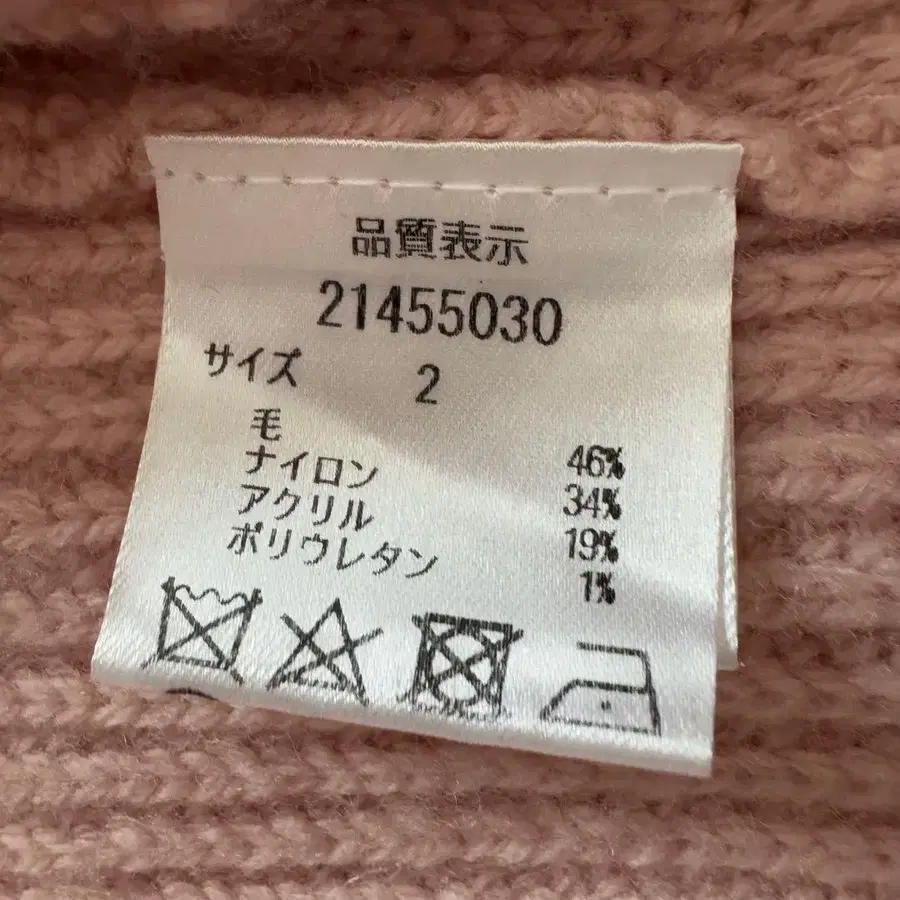 品質表示
21455030
サイズ 2
毛 46%
ナイロン 34%
アクリル 19%
ポリウレタン 1%